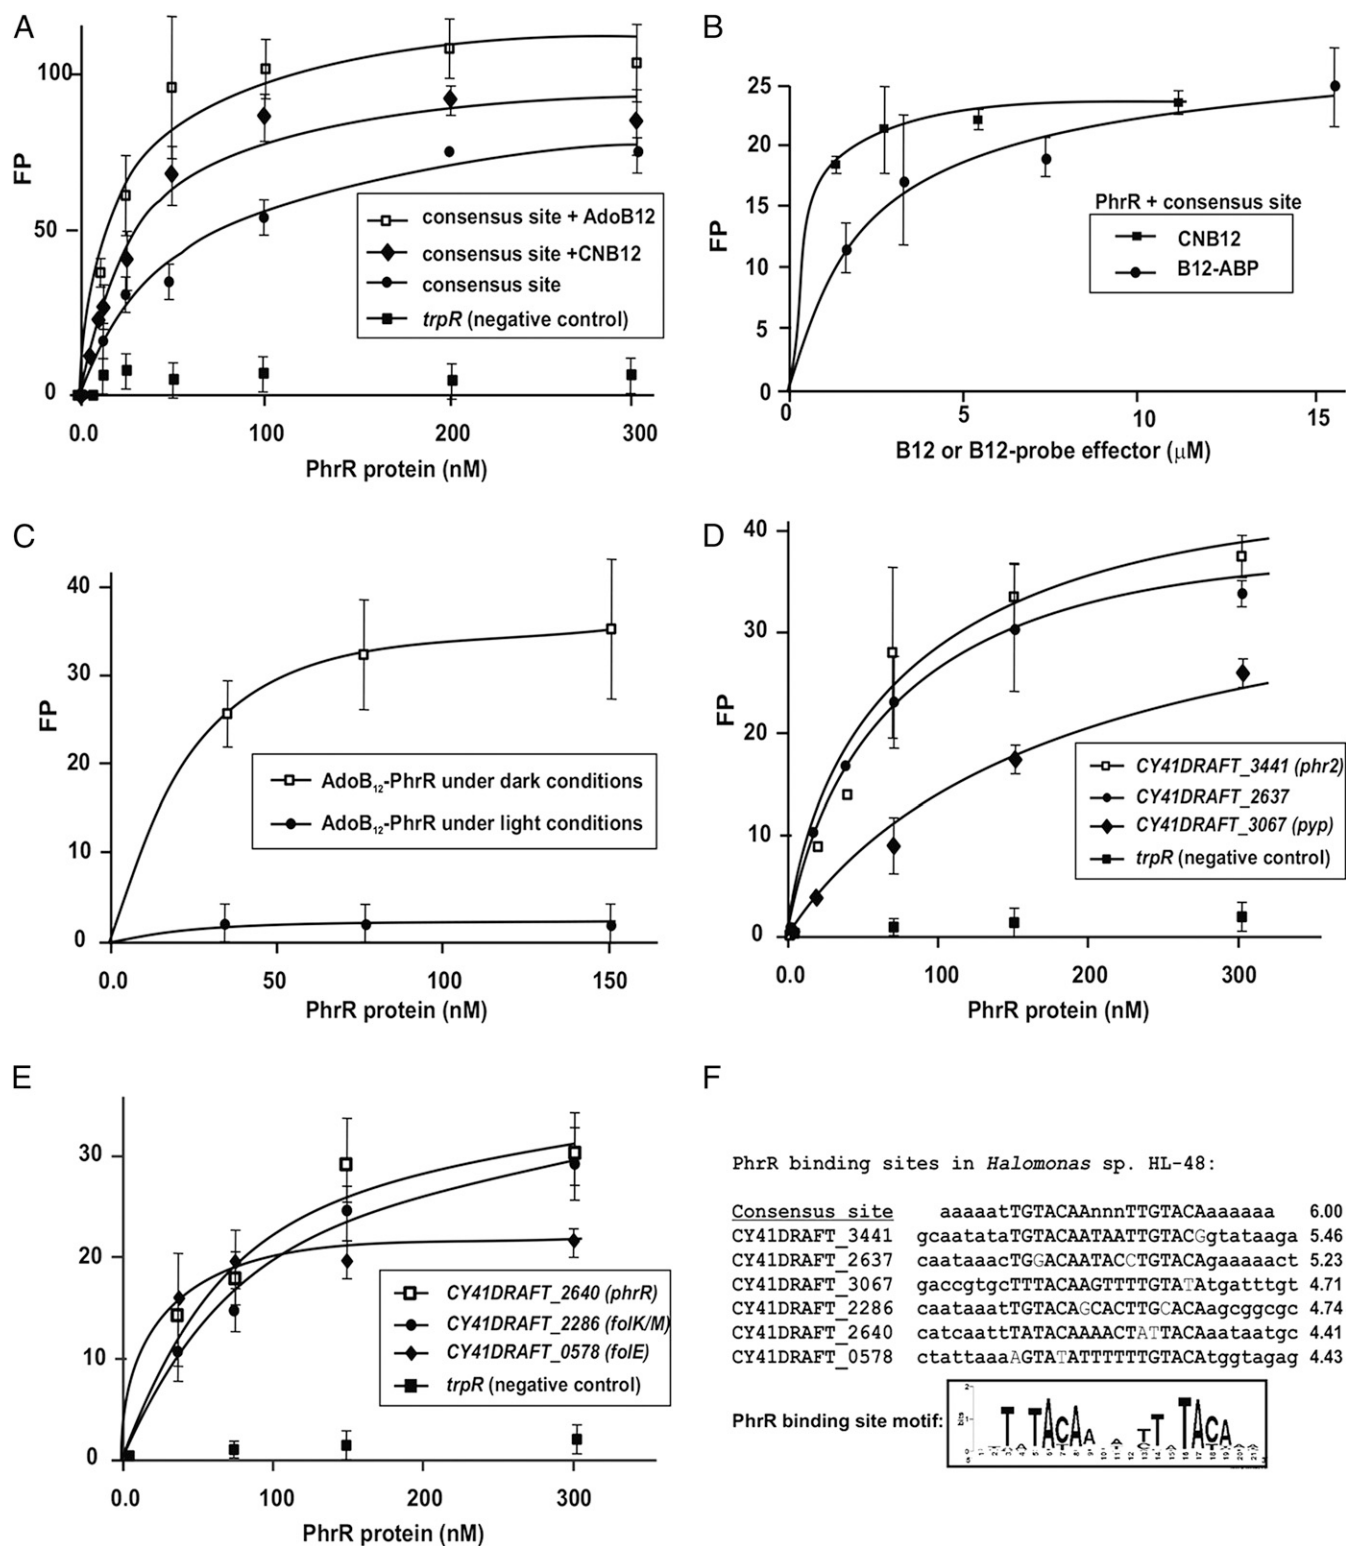 A
100
50
0
FP
consensus site + AdoB12
consensus site +CNB12
consensus site
trpR (negative control)
0.0 100 200 300
PhrR protein (nM)
B
25
20
15
10
5
0
FP
PhrR + consensus site
CNB12
B12-ABP
0 5 10 15
B12 or B12-probe effector (μM)
C
40
30
20
10
0
FP
AdoB12-PhrR under dark conditions
AdoB12-PhrR under light conditions
0.0 50 100 150
PhrR protein (nM)
D
40
30
20
10
0
FP
CY41DRAFT_3441 (phr2)
CY41DRAFT_2637
CY41DRAFT_3067 (pyp)
trpR (negative control)
0.0 100 200 300
PhrR protein (nM)
E
30
20
10
0
FP
CY41DRAFT_2640 (phrR)
CY41DRAFT_2286 (folK/M)
CY41DRAFT_0578 (folE)
trpR (negative control)
0.0 100 200 300
PhrR protein (nM)
F
PhrR binding sites in Halomonas sp. HL-48:
Consensus site aaaaatTGTACAAnnnTTGTACAaaaaaa 6.00
CY41DRAFT_3441 gcaatataTGTACAATAATTGTACGgtataaga 5.46
CY41DRAFT_2637 caataaacTGGACAATACCTGTACAgaaaaact 5.23
CY41DRAFT_3067 gaccgtgcTTTACAAGTTTTGTATAtgatttgt 4.71
CY41DRAFT_2286 caataaatTGTACAGCACTTGCACAagcggcgc 4.74
CY41DRAFT_2640 catcaattTATACAAAACTATTACAaataatgc 4.41
CY41DRAFT_0578 ctattaaaAGTATATTTTTTGTACAtggtagag 4.43
PhrR binding site motif: